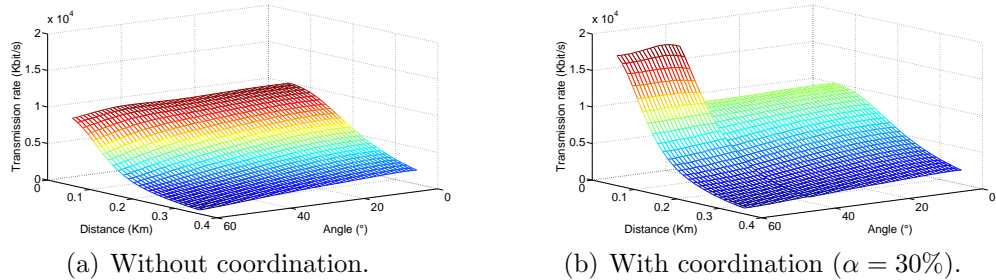 x 10⁴
2
1.5
1
0.5
0
Transmission rate (Kbit/s)
0
0.1
0.2
0.3
0.4
Distance (Km)
60
40
20
0
Angle (°)
(a) Without coordination.
x 10⁴
2
1.5
1
0.5
0
Transmission rate (Kbit/s)
0
0.1
0.2
0.3
0.4
Distance (Km)
60
40
20
0
Angle (°)
(b) With coordination (α = 30%).